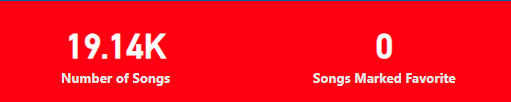 19.14K
Number of Songs
0
Songs Marked Favorite